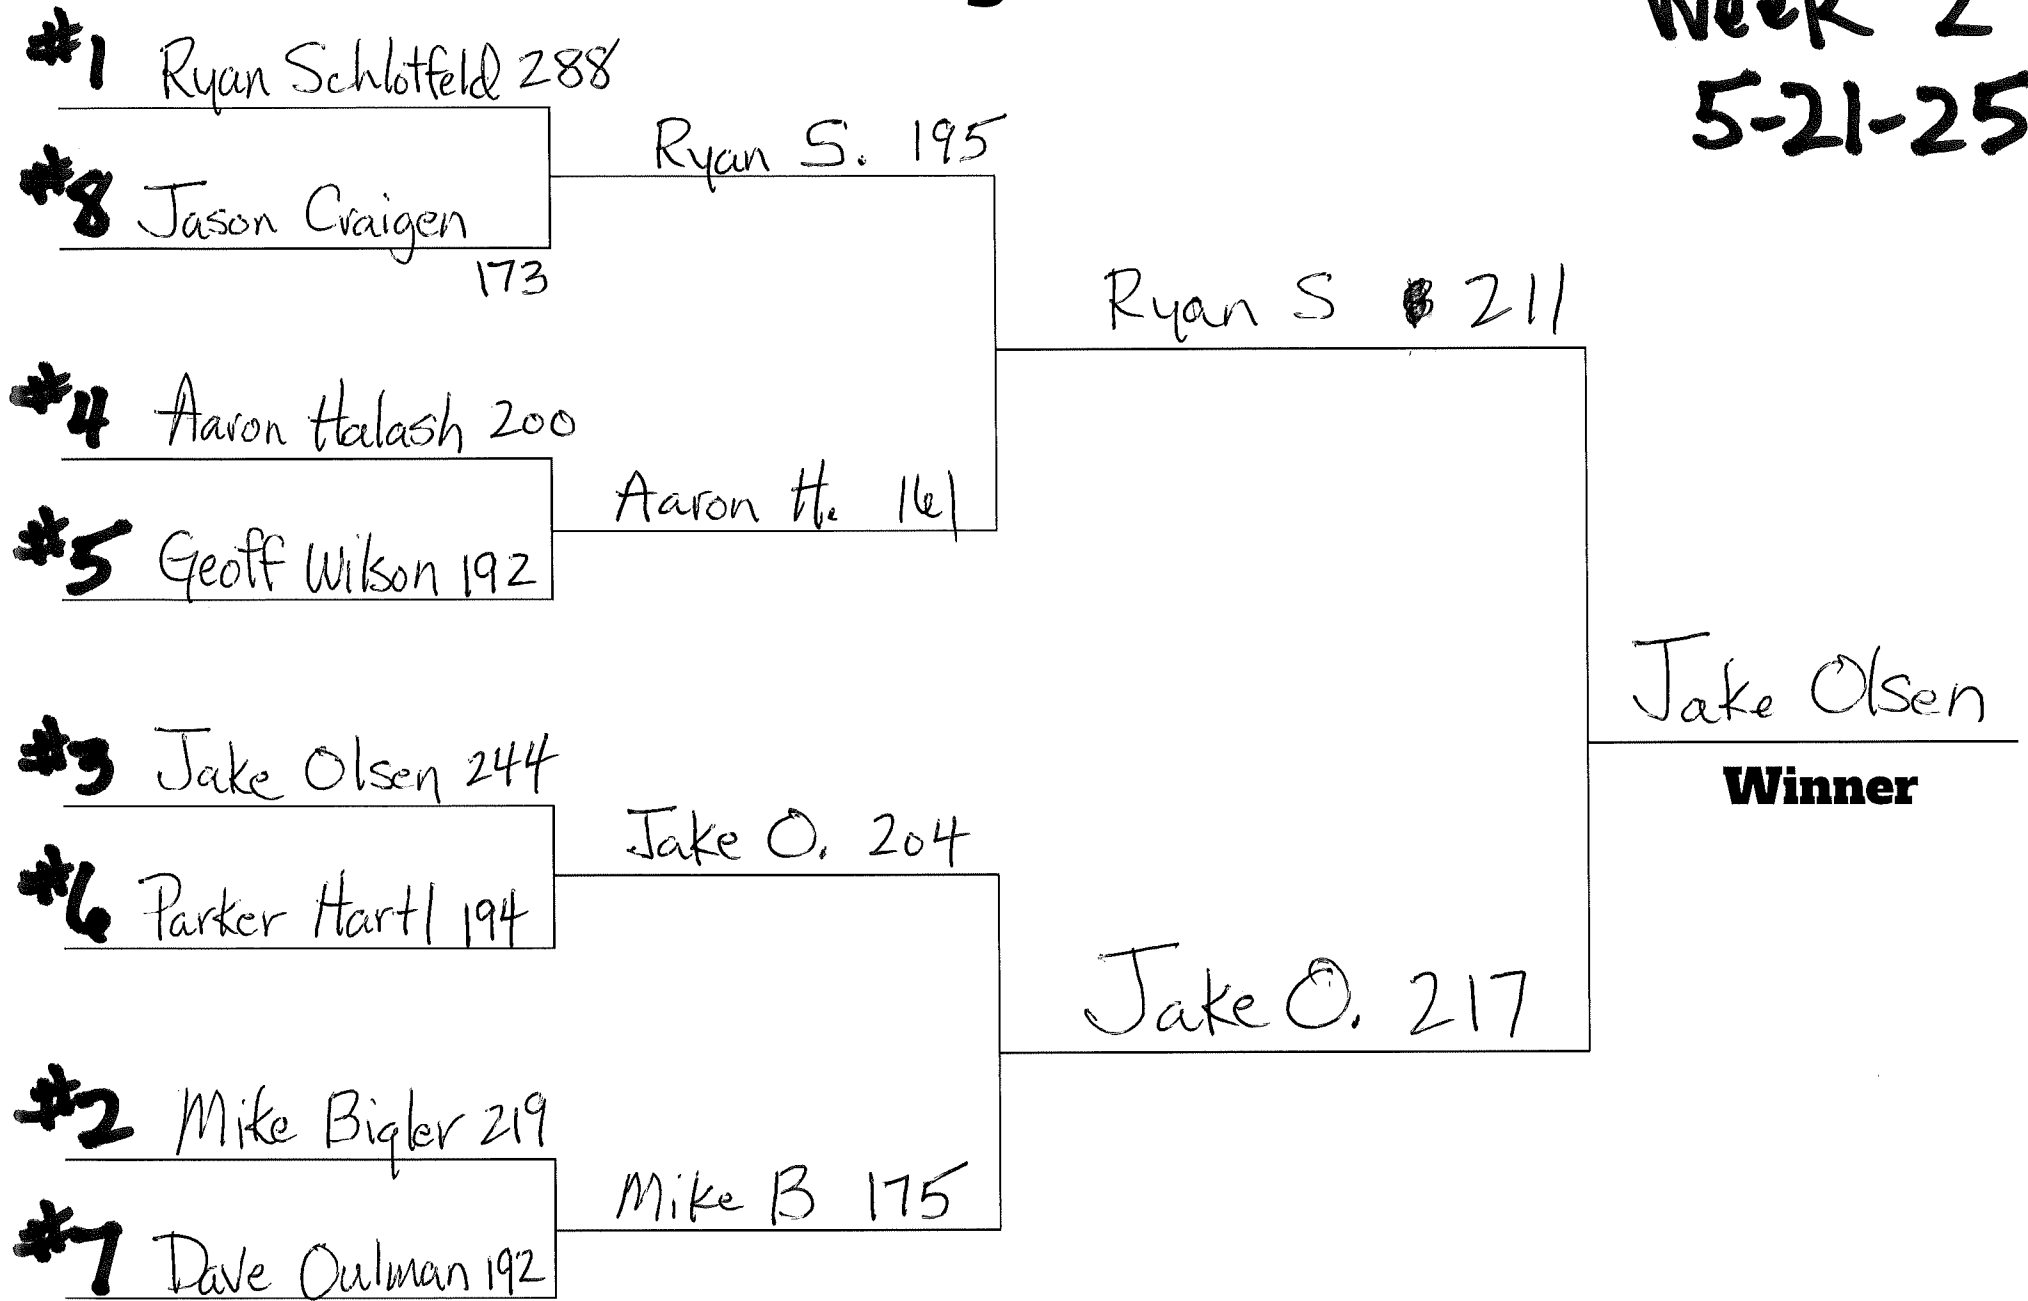 Week 2
5-21-25
#1 Ryan Schlotfeld 288
#8 Jason Craigen
173
Ryan S. 195
#4 Aaron Halash 200
#5 Geoff Wilson 192
Aaron H. 161
Ryan S 211
#3 Jake Olsen 244
#6 Parker Hartl 194
Jake O. 204
#2 Mike Bigler 219
#7 Dave Oulman 192
Mike B 175
Jake O. 217
Jake Olsen
Winner